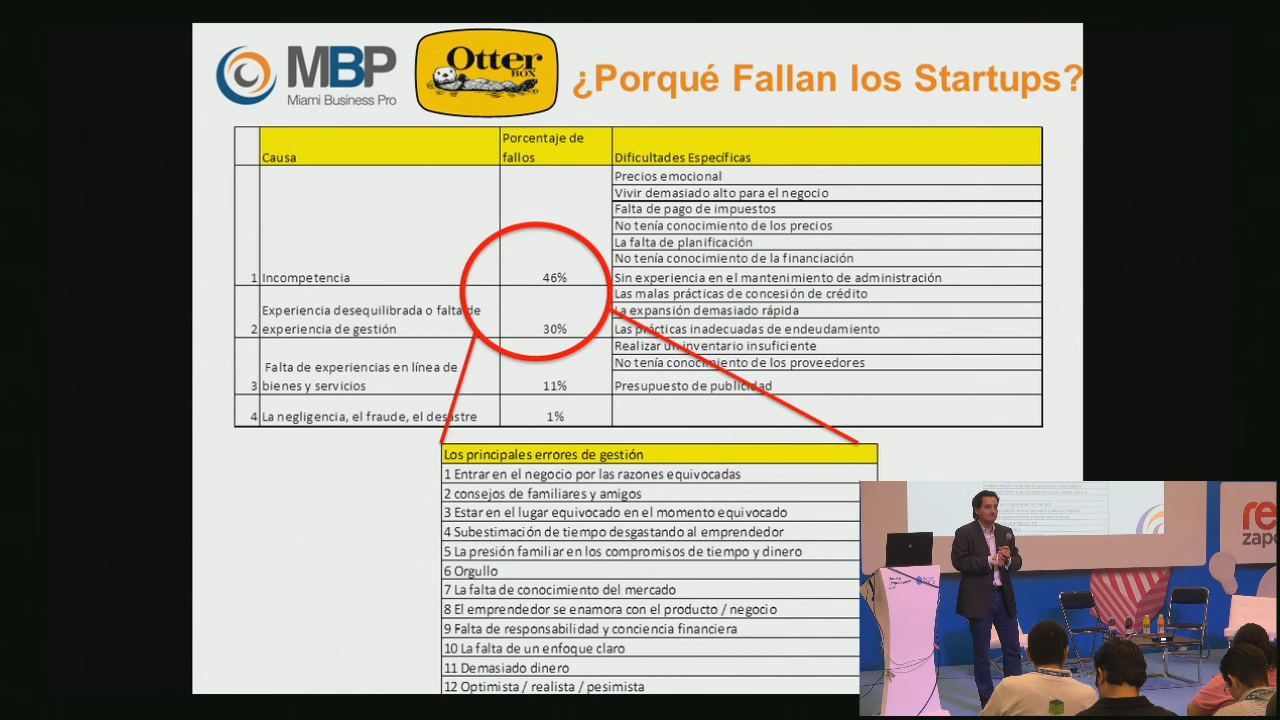 MBP
Miami Business Pro
Otter
BOX
¿Porqué Fallan los Startups?
Causa
Porcentaje de
fallos
Dificultades Específicas
1 Incompetencia
46%
Precios emocional
Vivir demasiado alto para el negocio
Falta de pago de impuestos
No tenía conocimiento de los precios
La falta de planificación
No tenía conocimiento de la financiación
Sin experiencia en el mantenimiento de administración
Experiencia desequilibrada o falta de
2 experiencia de gestión
30%
Las malas prácticas de concesión de crédito
La expansión demasiado rápida
Las prácticas inadecuadas de endeudamiento
Falta de experiencias en línea de
3 bienes y servicios
11%
Realizar un inventario insuficiente
No tenía conocimiento de los proveedores
Presupuesto de publicidad
4 La negligencia, el fraude, el desastre
1%
Los principales errores de gestión
1 Entrar en el negocio por las razones equivocadas
2 consejos de familiares y amigos
3 Estar en el lugar equivocado en el momento equivocado
4 Subestimación de tiempo desgastando al emprendedor
5 La presión familiar en los compromisos de tiempo y dinero
6 Orgullo
7 La falta de conocimiento del mercado
8 El emprendedor se enamora con el producto / negocio
9 Falta de responsabilidad y conciencia financiera
10 La falta de un enfoque claro
11 Demasiado dinero
12 Optimista / realista / pesimista
re
zapo